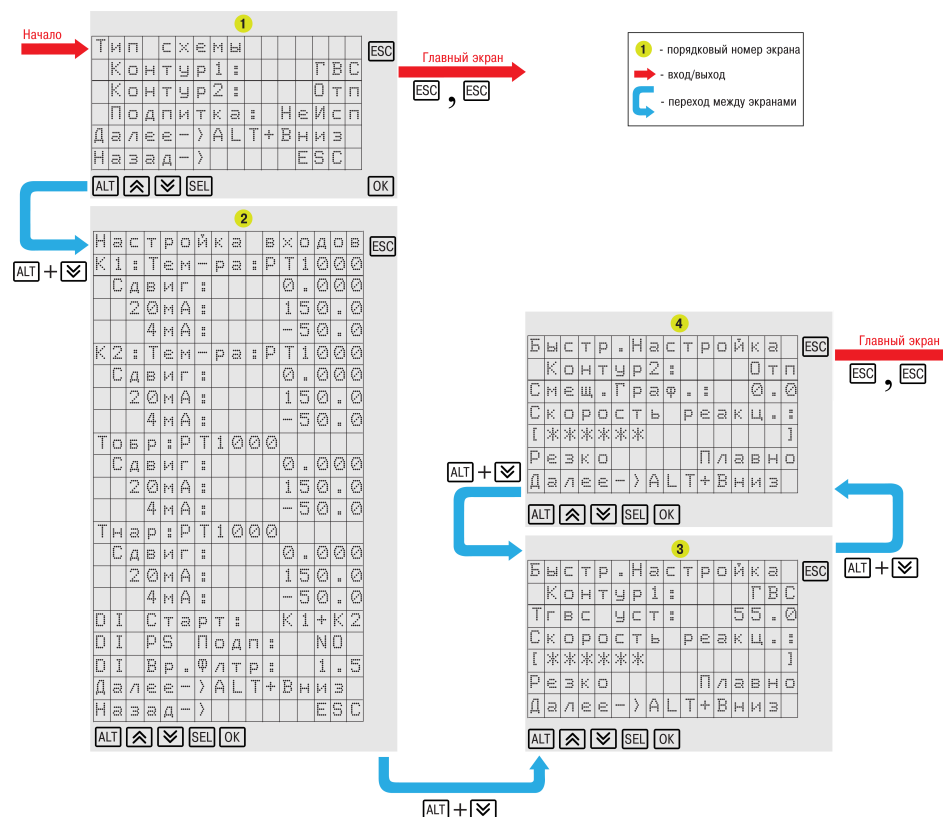 Начало
1
Тип схемы
ESC
Контур1: ГВС
Контур2: Отп
Подпитка: НеИсп
Далее->ALT+Вниз
Назад-> ESC
ALT SEL OK
Главный экран
ESC , ESC
1 - порядковый номер экрана
- вход/выход
- переход между экранами
ALT +
2
Настройка входов
ESC
К1:Тем-ра:PT1000
Сдвиг: 0.000
20мА: 150.0
4мА: -50.0
К2:Тем-ра:PT1000
Сдвиг: 0.000
20мА: 150.0
4мА: -50.0
Тобр:PT1000
Сдвиг: 0.000
20мА: 150.0
4мА: -50.0
Тнар:PT1000
Сдвиг: 0.000
20мА: 150.0
4мА: -50.0
DI Старт: К1+К2
DI PS Подп: NO
DI Вр.Флтр: 1.5
Далее->ALT+Вниз
Назад-> ESC
ALT SEL OK
ALT +
4
Быстр.Настройка
ESC
Контур2: Отп
Смещ.Граф.: 0.0
Скорость реакц.:
[****** ]
Резко Плавно
Далее->ALT+Вниз
ALT SEL OK
Главный экран
ESC , ESC
ALT +
3
Быстр.Настройка
ESC
Контур1: ГВС
Тгвс уст: 55.0
Скорость реакц.:
[****** ]
Резко Плавно
Далее->ALT+Вниз
ALT SEL OK
ALT +